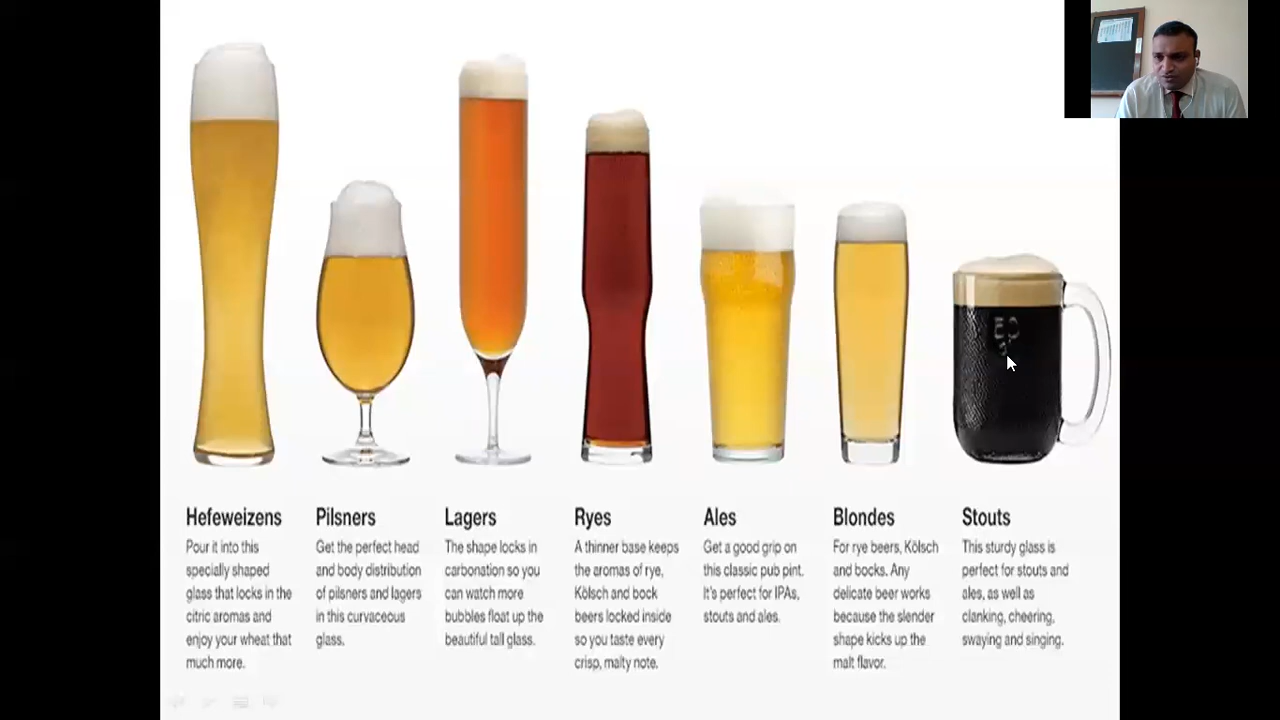 Hefeweizens
Pour it into this
specially shaped
glass that locks in the
citric aromas and
enjoy your wheat that
much more.
Pilsners
Get the perfect head
and body distribution
of pilsners and lagers
in this curvaceous
glass.
Lagers
The shape locks in
carbonation so you
can watch more
bubbles float up the
beautiful tall glass.
Ryes
A thinner base keeps
the aromas of rye,
Kölsch and bock
beers locked inside
so you taste every
crisp, malty note.
Ales
Get a good grip on
this classic pub pint.
It's perfect for IPAs,
stouts and ales.
Blondes
For rye beers, Kölsch
and bocks. Any
delicate beer works
because the slender
shape kicks up the
malt flavor.
Stouts
This sturdy glass is
perfect for stouts and
ales, as well as
clanking, cheering,
swaying and singing.